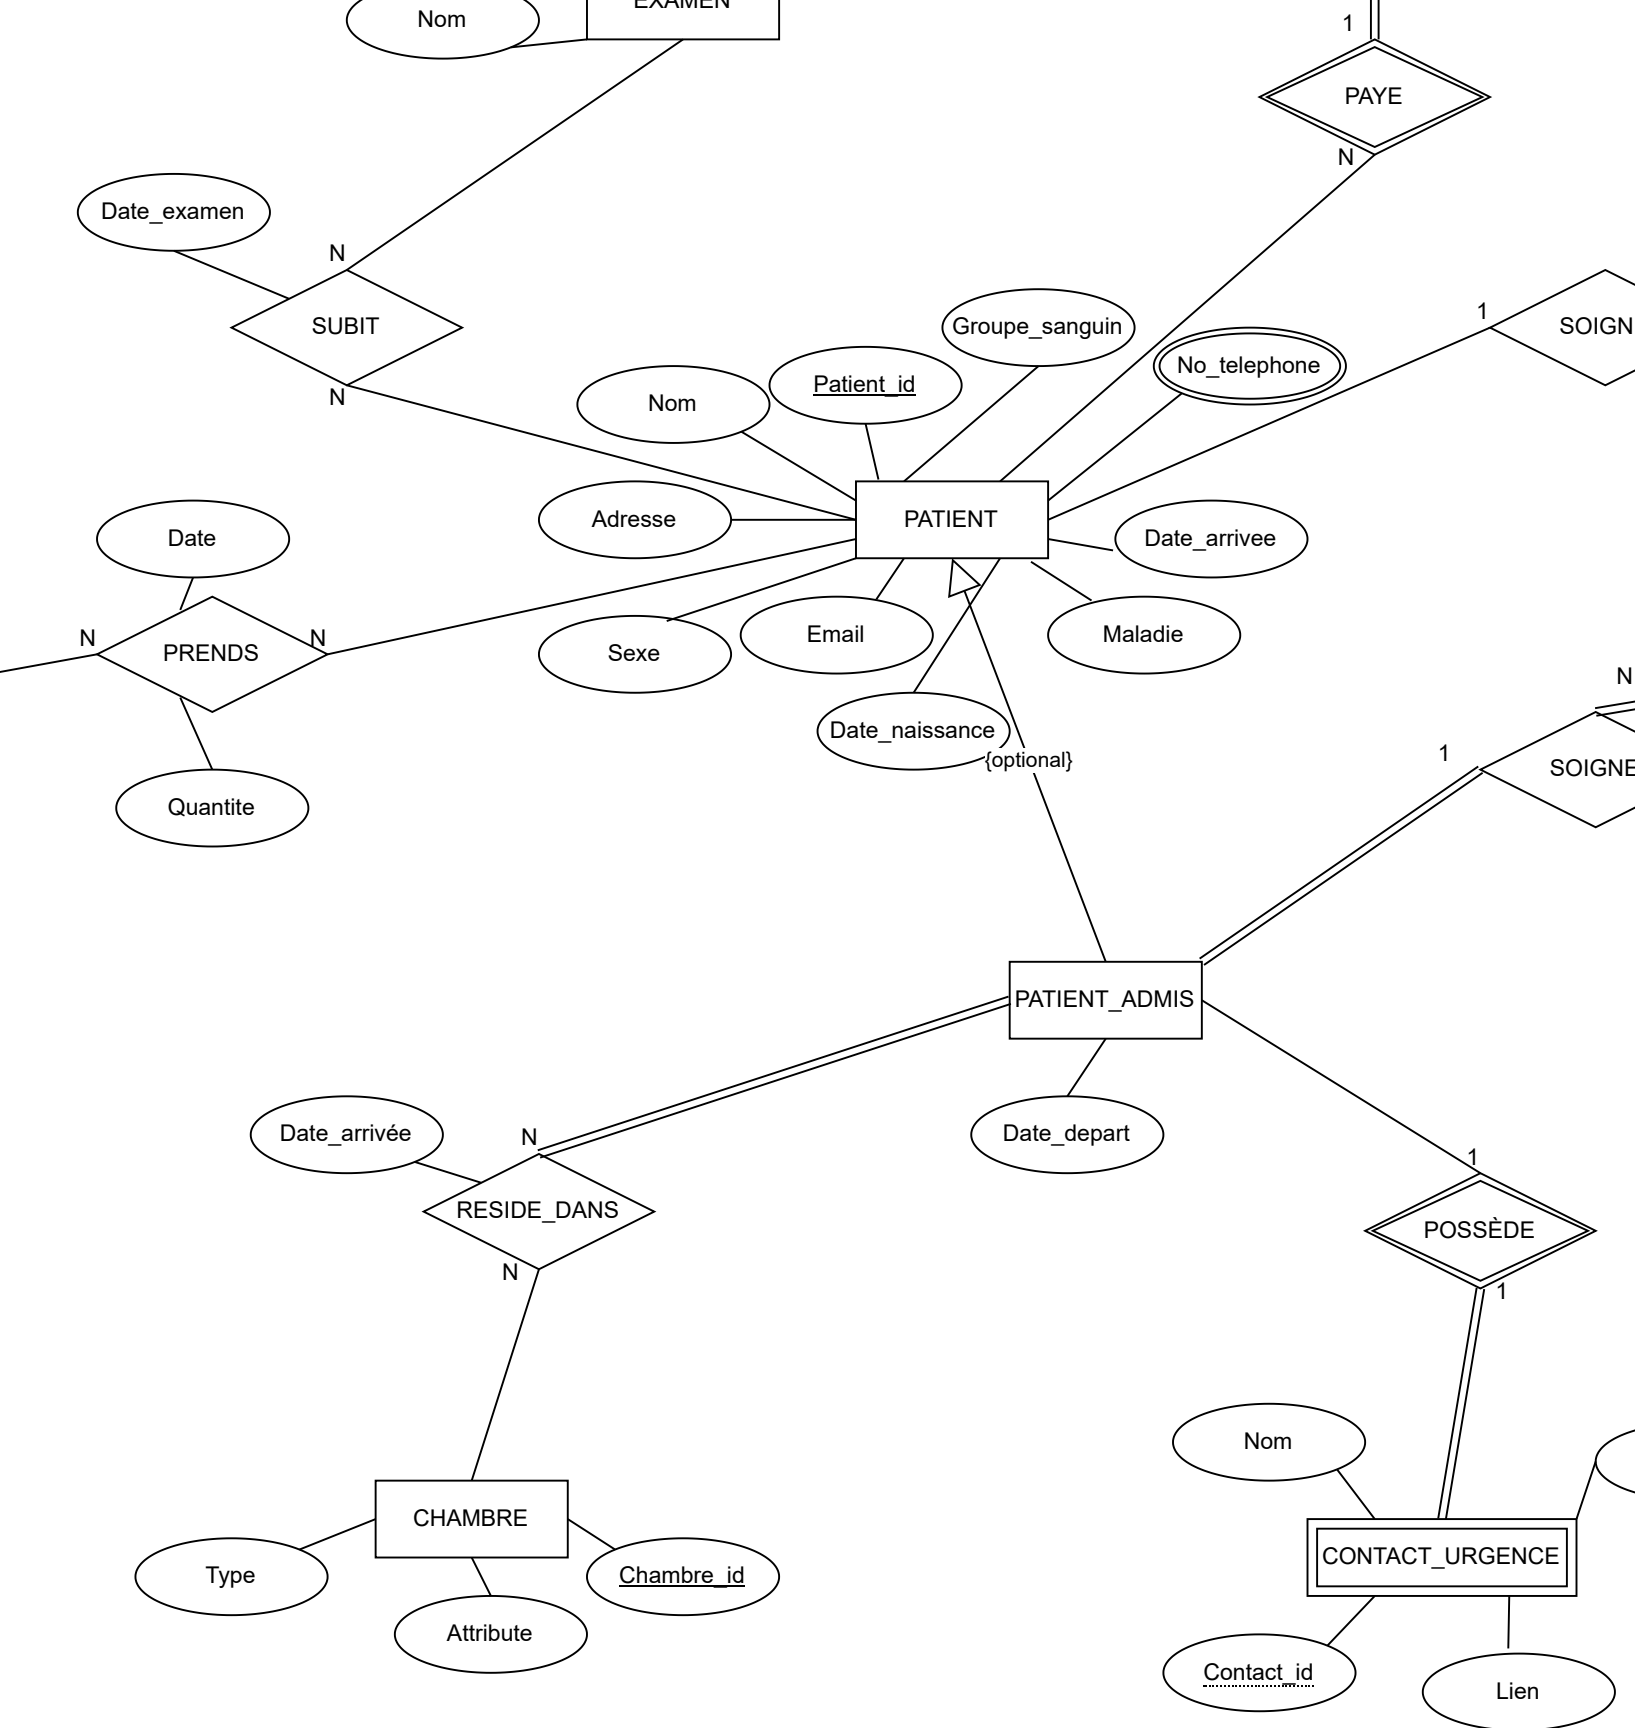 EXAMEN
Nom
1
PAYE
N
Date_examen
N
SUBIT
N
Groupe_sanguin
1
SOIGN
No_telephone
Patient_id
Nom
PATIENT
Adresse
Date_arrivee
Date
N
PRENDS
N
Sexe
Email
Maladie
Date_naissance
{optional}
N
1
SOIGNE
Quantite
PATIENT_ADMIS
Date_arrivée
N
Date_depart
1
RESIDE_DANS
POSSÈDE
N
1
Nom
CHAMBRE
CONTACT_URGENCE
Type
Chambre_id
Attribute
Contact_id
Lien